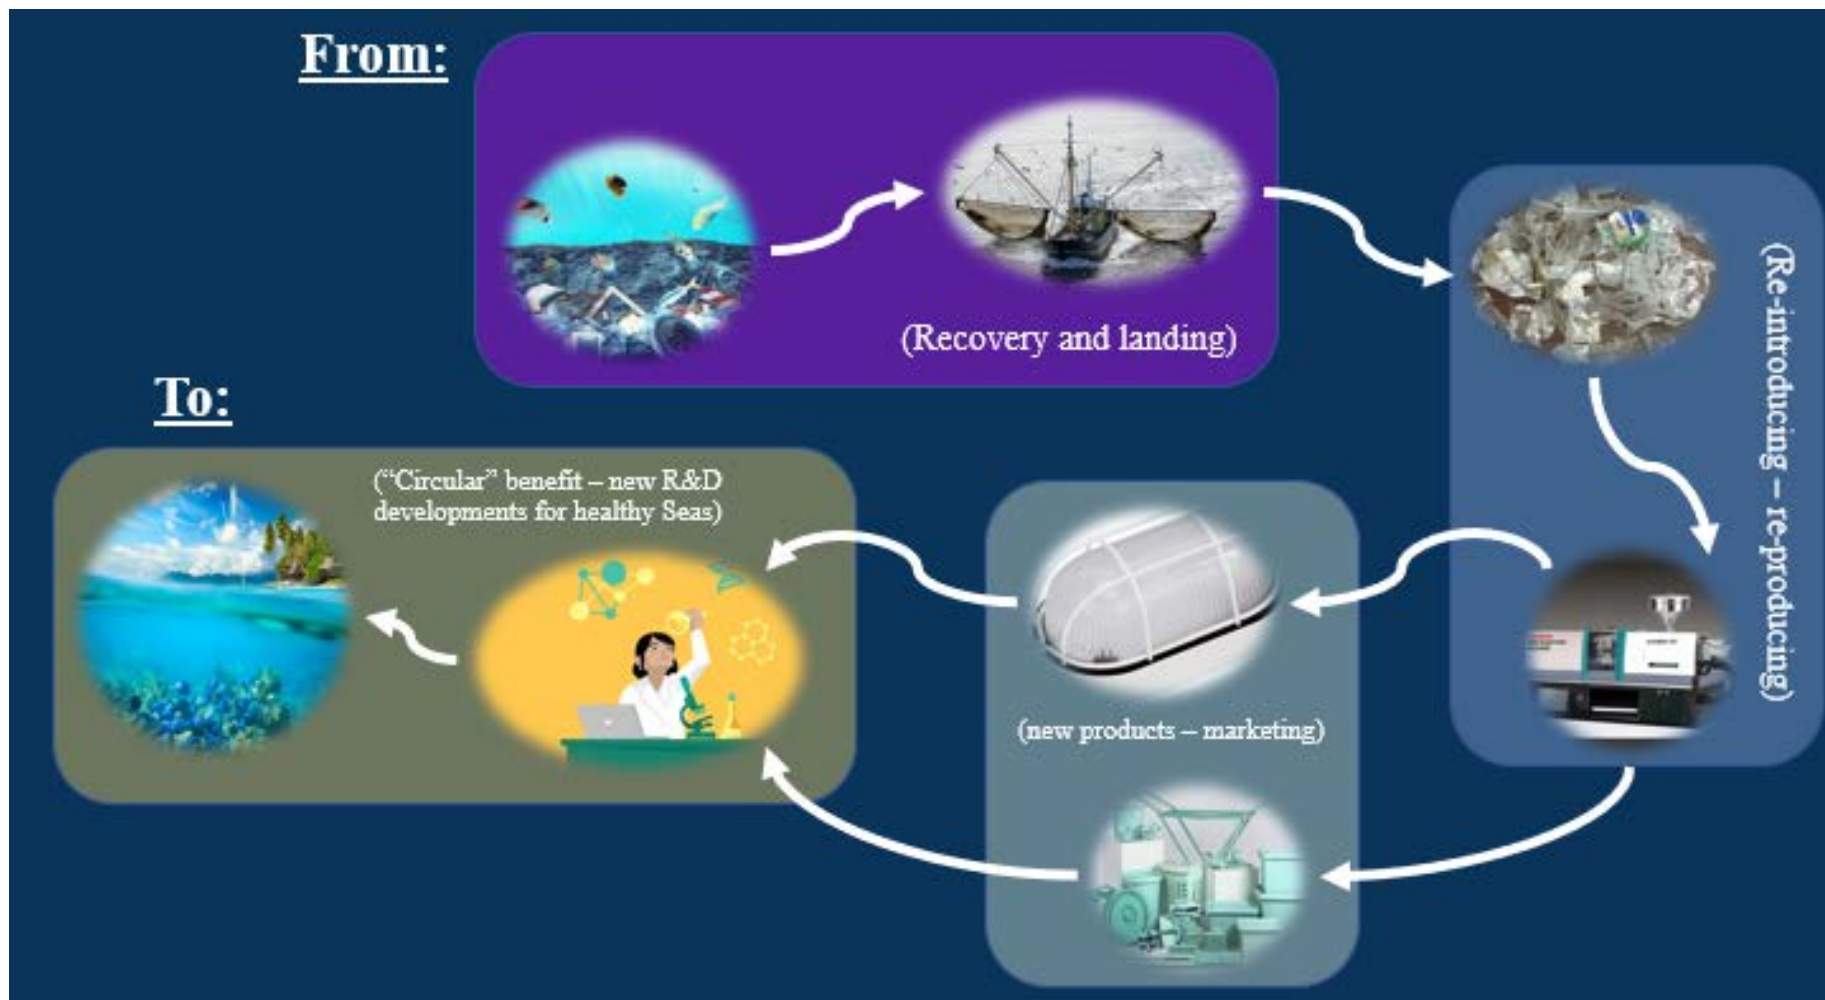 From:
(Recovery and landing)
(Re-introducing – re-producing)
To:
(“Circular” benefit – new R&D
developments for healthy Seas)
(new products – marketing)